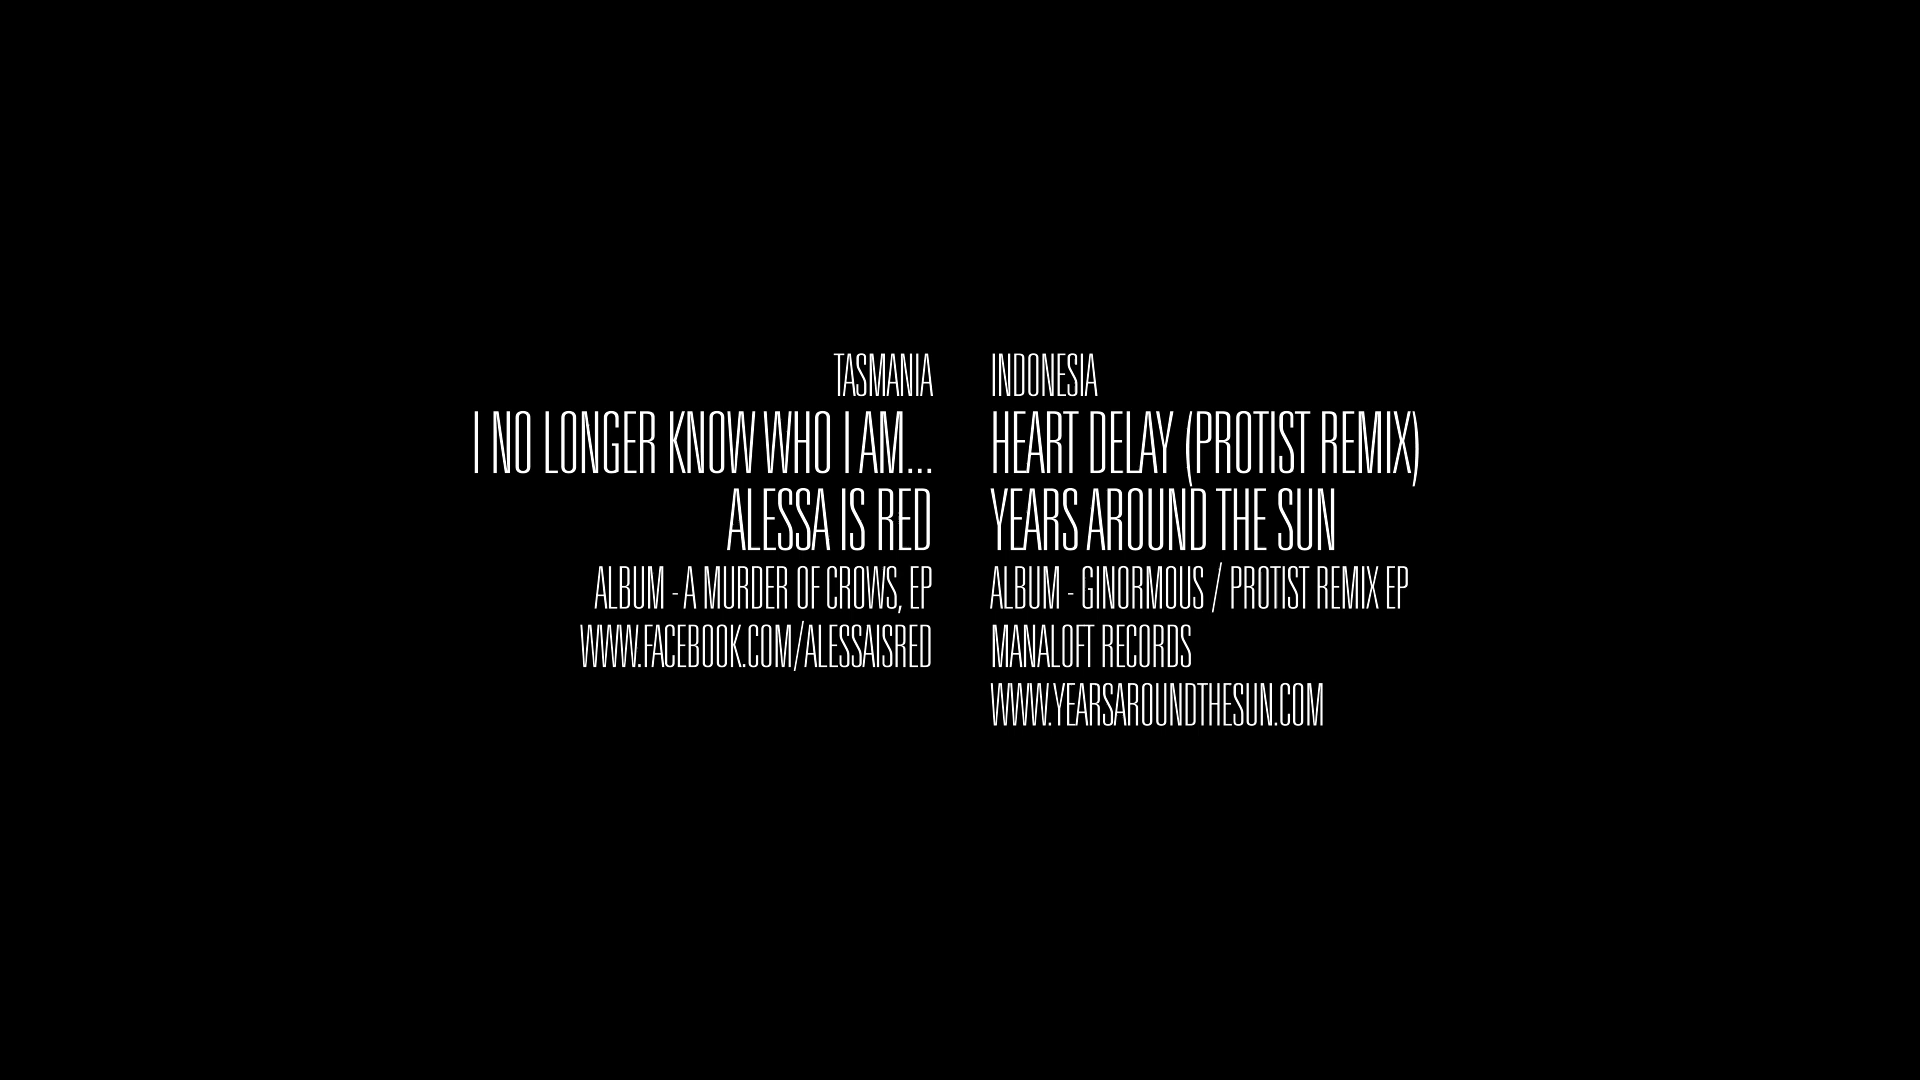 TASMANIA
I NO LONGER KNOW WHO I AM...
ALESSA IS RED
ALBUM - A MURDER OF CROWS, EP
WWW.FACEBOOK.COM/ALESSAISRED
INDONESIA
HEART DELAY (PROTIST REMIX)
YEARS AROUND THE SUN
ALBUM - GINORMOUS / PROTIST REMIX EP
MANALOFT RECORDS
WWW.YEARSAROUNDTHESUN.COM